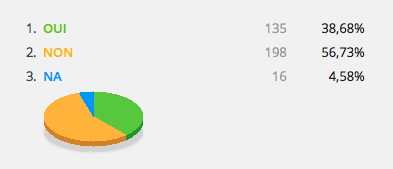 1. OUI 135 38,68%
2. NON 198 56,73%
3. NA 16 4,58%